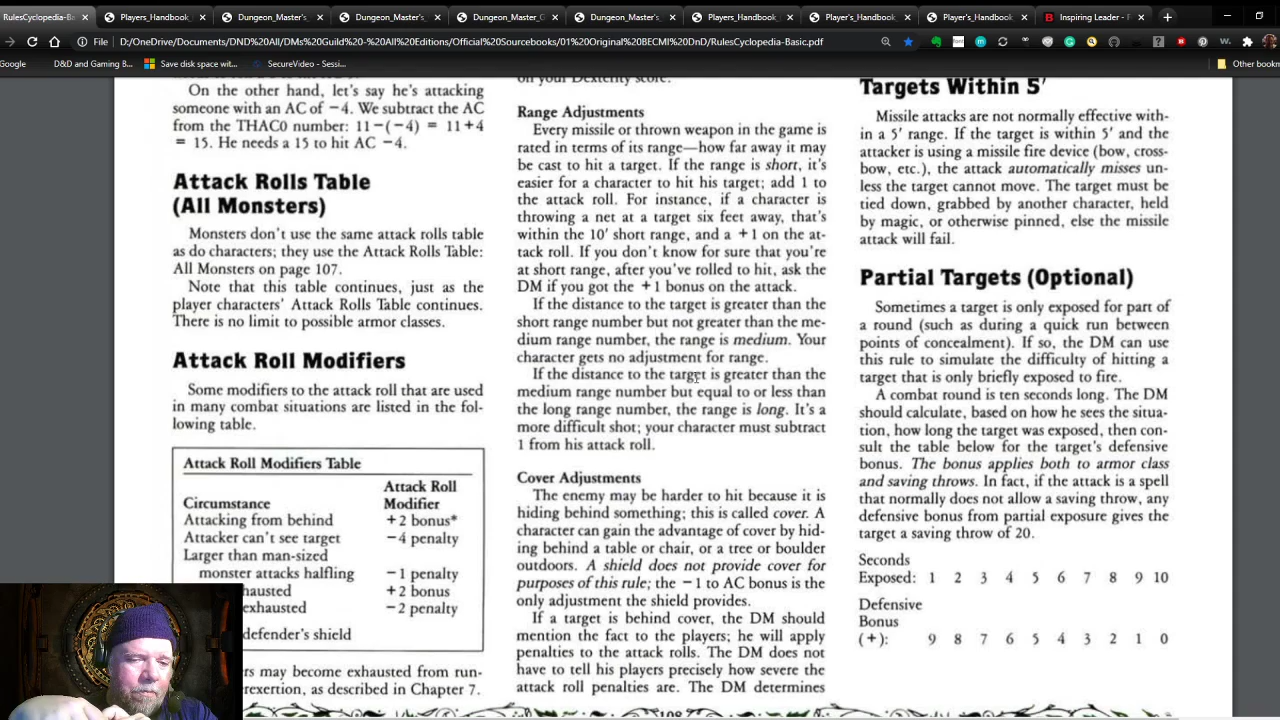 RulesCyclopedia-Ba
Players_Handbook
Dungeon_Master's_
Dungeon_Master's_
Dungeon_Master_G
Dungeon_Master's_
Players_Handbook
Player's_Handbook
Player's_Handbook
Inspiring Leader - F
File
D:/OneDrive/Documents/DND%20All/DMs%20Guild%20-%20All%20Editions/Official%20Sourcebooks/01%20Original%20BECMI%20DnD/RulesCyclopedia-Basic.pdf
Google
D&D and Gaming B...
Save disk space wit...
SecureVideo - Sessi...
Other bookm
On the other hand, let's say he's attacking
someone with an AC of −4. We subtract the AC
from the THAC0 number: 11−(−4) = 11+4
= 15. He needs a 15 to hit AC −4.
Attack Rolls Table
(All Monsters)
Monsters don't use the same attack rolls table
as do characters; they use the Attack Rolls Table:
All Monsters on page 107.
Note that this table continues, just as the
player characters' Attack Rolls Table continues.
There is no limit to possible armor classes.
Attack Roll Modifiers
Some modifiers to the attack roll that are used
in many combat situations are listed in the fol-
lowing table.
Attack Roll Modifiers Table
Attack Roll
Circumstance Modifier
Attacking from behind +2 bonus*
Attacker can't see target −4 penalty
Larger than man-sized
monster attacks halfling −1 penalty
hausted +2 bonus
exhausted −2 penalty
defender's shield
rs may become exhausted from run-
rexertion, as described in Chapter 7.
on your Dexterity score.
Range Adjustments
Every missile or thrown weapon in the game is
rated in terms of its range—how far away it may
be cast to hit a target. If the range is short, it's
easier for a character to hit his target; add 1 to
the attack roll. For instance, if a character is
throwing a net at a target six feet away, that's
within the 10' short range, and a +1 on the at-
tack roll. If you don't know for sure that you're
at short range, after you've rolled to hit, ask the
DM if you got the +1 bonus on the attack.
If the distance to the target is greater than the
short range number but not greater than the me-
dium range number, the range is medium. Your
character gets no adjustment for range.
If the distance to the target is greater than the
medium range number but equal to or less than
the long range number, the range is long. It's a
more difficult shot; your character must subtract
1 from his attack roll.
Cover Adjustments
The enemy may be harder to hit because it is
hiding behind something; this is called cover. A
character can gain the advantage of cover by hid-
ing behind a table or chair, or a tree or boulder
outdoors. A shield does not provide cover for
purposes of this rule; the −1 to AC bonus is the
only adjustment the shield provides.
If a target is behind cover, the DM should
mention the fact to the players; he will apply
penalties to the attack rolls. The DM does not
have to tell his players precisely how severe the
attack roll penalties are. The DM determines
Targets Within 5'
Missile attacks are not normally effective with-
in a 5' range. If the target is within 5' and the
attacker is using a missile fire device (bow, cross-
bow, etc.), the attack automatically misses un-
less the target cannot move. The target must be
tied down, grabbed by another character, held
by magic, or otherwise pinned, else the missile
attack will fail.
Partial Targets (Optional)
Sometimes a target is only exposed for part of
a round (such as during a quick run between
points of concealment). If so, the DM can use
this rule to simulate the difficulty of hitting a
target that is only briefly exposed to fire.
A combat round is ten seconds long. The DM
should calculate, based on how he sees the situa-
tion, how long the target was exposed, then con-
sult the table below for the target's defensive
bonus. The bonus applies both to armor class
and saving throws. In fact, if the attack is a spell
that normally does not allow a saving throw, any
defensive bonus from partial exposure gives the
target a saving throw of 20.
Seconds
Exposed: 1 2 3 4 5 6 7 8 9 10
Defensive
Bonus
(+): 9 8 7 6 5 4 3 2 1 0
108